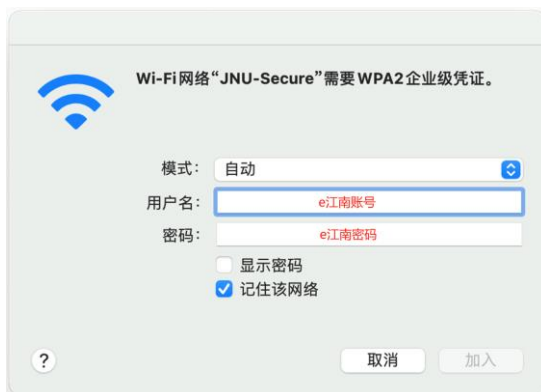 Wi-Fi网络“JNU-Secure”需要WPA2企业级凭证。
模式： 自动
用户名： e江南账号
密码： e江南密码
显示密码
记住该网络
? 取消 加入